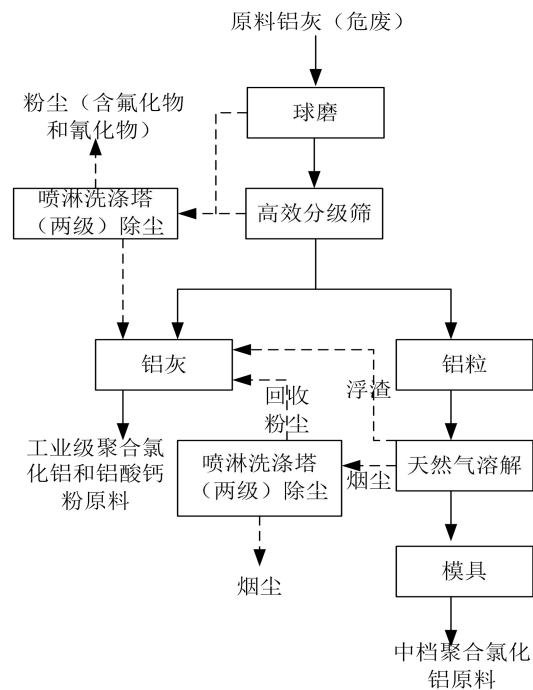 原料铝灰（危废）
粉尘（含氟化物
和氰化物）
球磨
喷淋洗涤塔
（两级）除尘
高效分级筛
铝灰
铝粒
浮渣
回收
粉尘
工业级聚合氯
化铝和铝酸钙
粉原料
喷淋洗涤塔
（两级）除尘
烟尘
天然气溶解
烟尘
模具
中档聚合氯化
铝原料